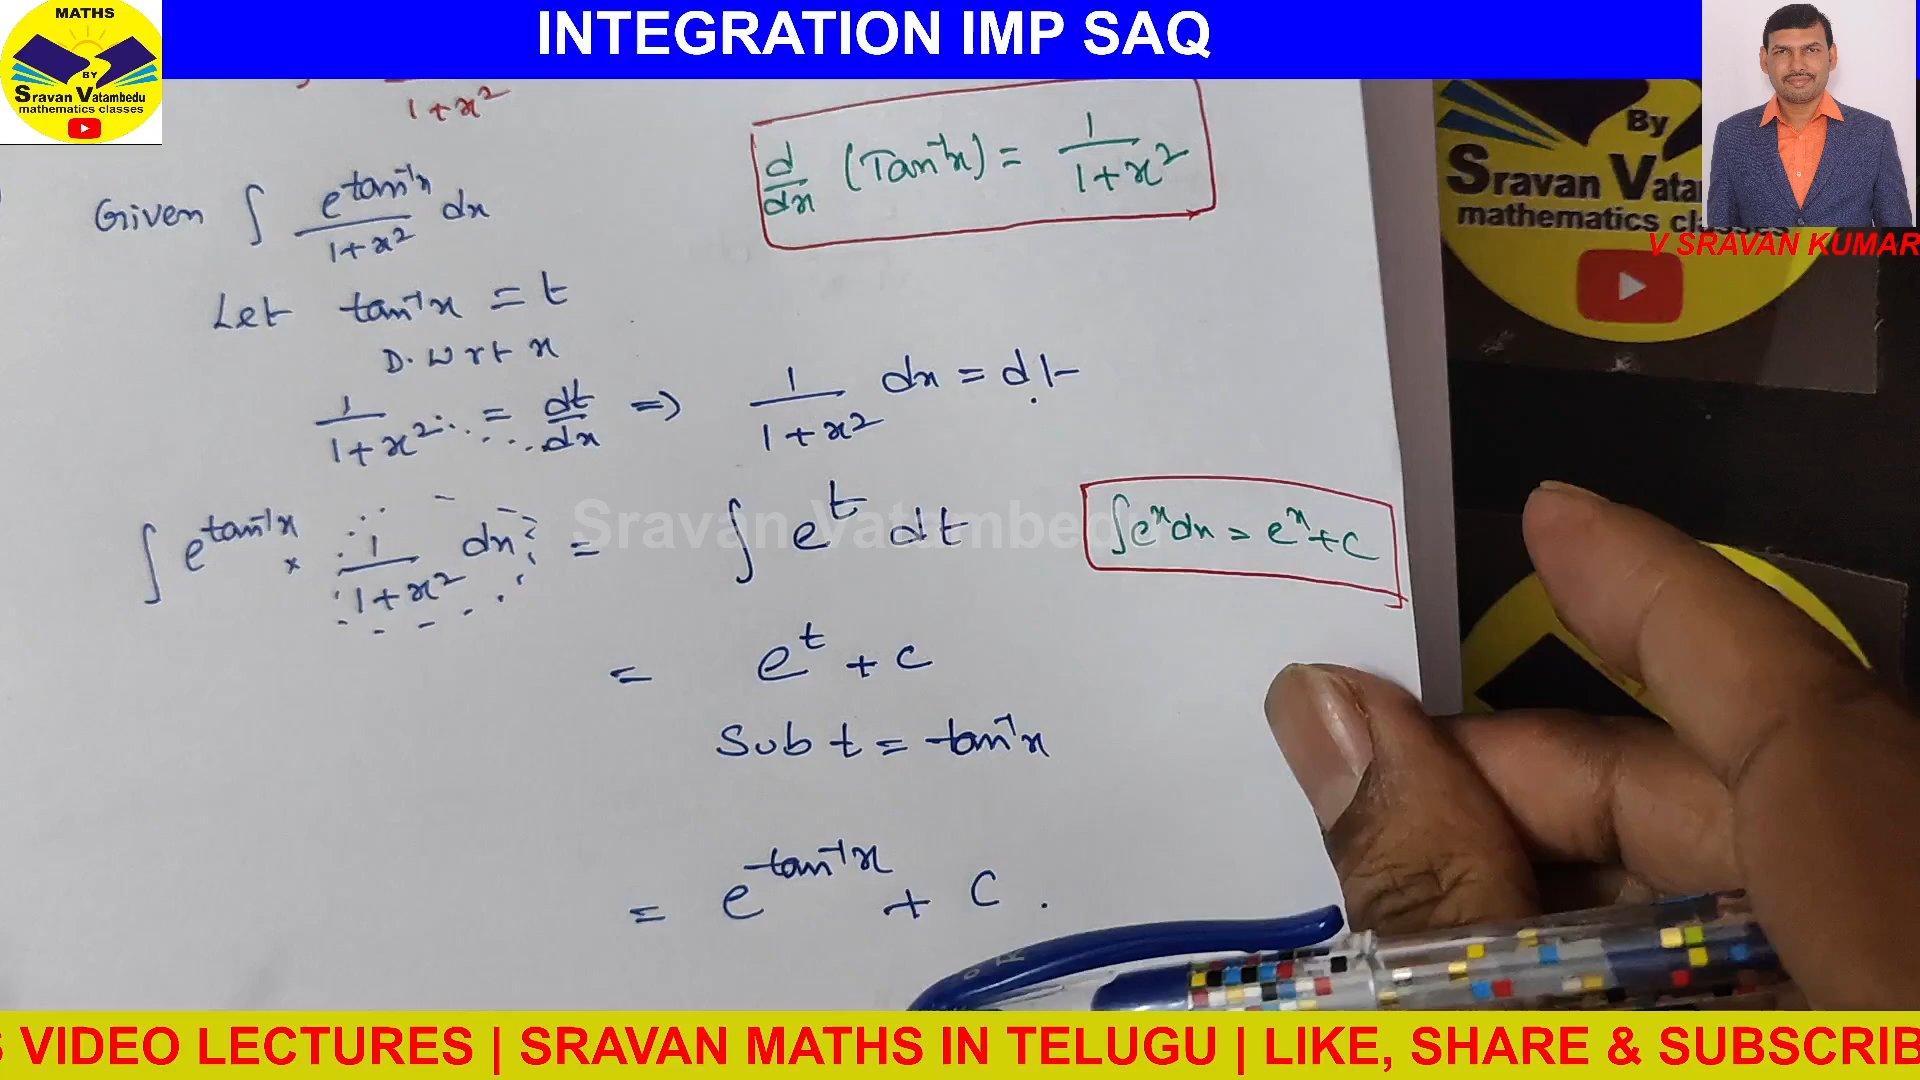 MATHS
BY
Sravan Vatambedu
mathematics classes
INTEGRATION IMP SAQ
1+x²
d/dx (Tan⁻¹x) = 1/1+x²
Given ∫ e^tan⁻¹x/1+x² dx
Let tan⁻¹x = t
D. W r t x
1/1+x² = dt/dx ⇒ 1/1+x² dx = dt
∫ e^tan⁻¹x × 1/1+x² dx = ∫ e^t dt
∫e^x dx = e^x + c
= e^t + c
Sub t = tan⁻¹x
= e^tan⁻¹x + C .
Sravan Vatambedu
By
Sravan Vata
mathematics classes
V SRAVAN KUMAR
S VIDEO LECTURES | SRAVAN MATHS IN TELUGU | LIKE, SHARE & SUBSCRIB